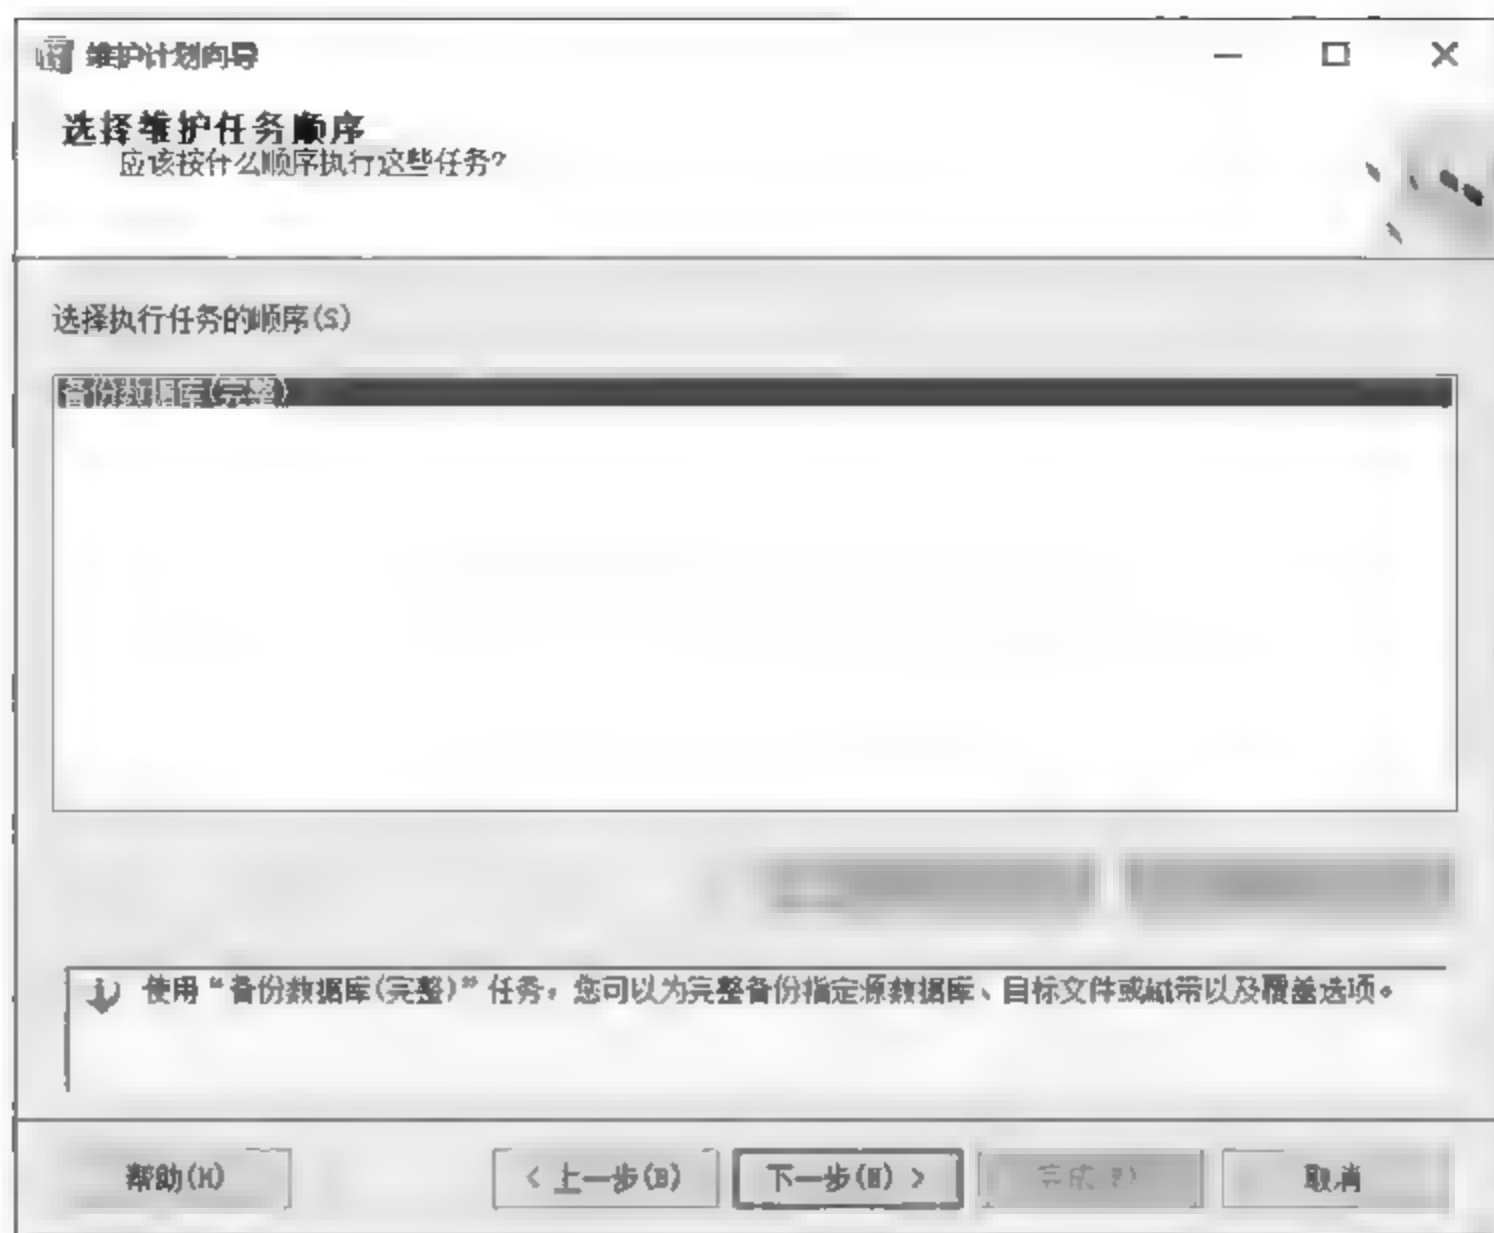 维护计划向导
选择维护任务顺序
应该按什么顺序执行这些任务?
选择执行任务的顺序(S)
备份数据库(完整)
使用“备份数据库(完整)”任务，您可以为完整备份指定源数据库、目标文件或 带以及覆盖选项。
帮助(H)
< 上一步(B)
下一步(N) >
完成
取消